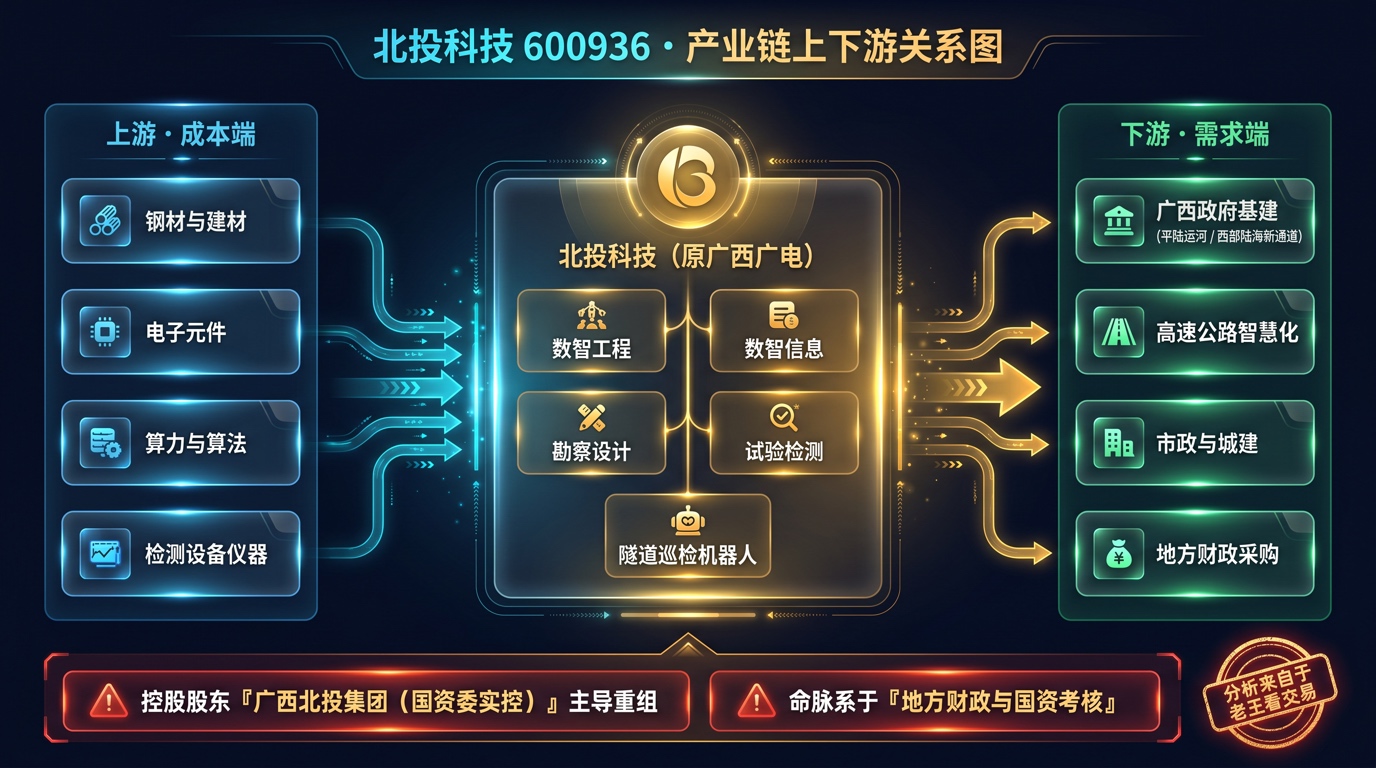 北投科技 600936·产业链上下游关系图
上游·成本端
钢材与建材
电子元件
算力与算法
检测设备仪器
北投科技（原广西广电）
数智工程
数智信息
勘察设计
试验检测
隧道巡检机器人
下游·需求端
广西政府基建
(平陆运河 / 西部陆海新通道)
高速公路智慧化
市政与城建
地方财政采购
控股股东『广西北投集团（国资委实控）』主导重组
命脉系于『地方财政与国资考核』
分析来自于
老王看交易